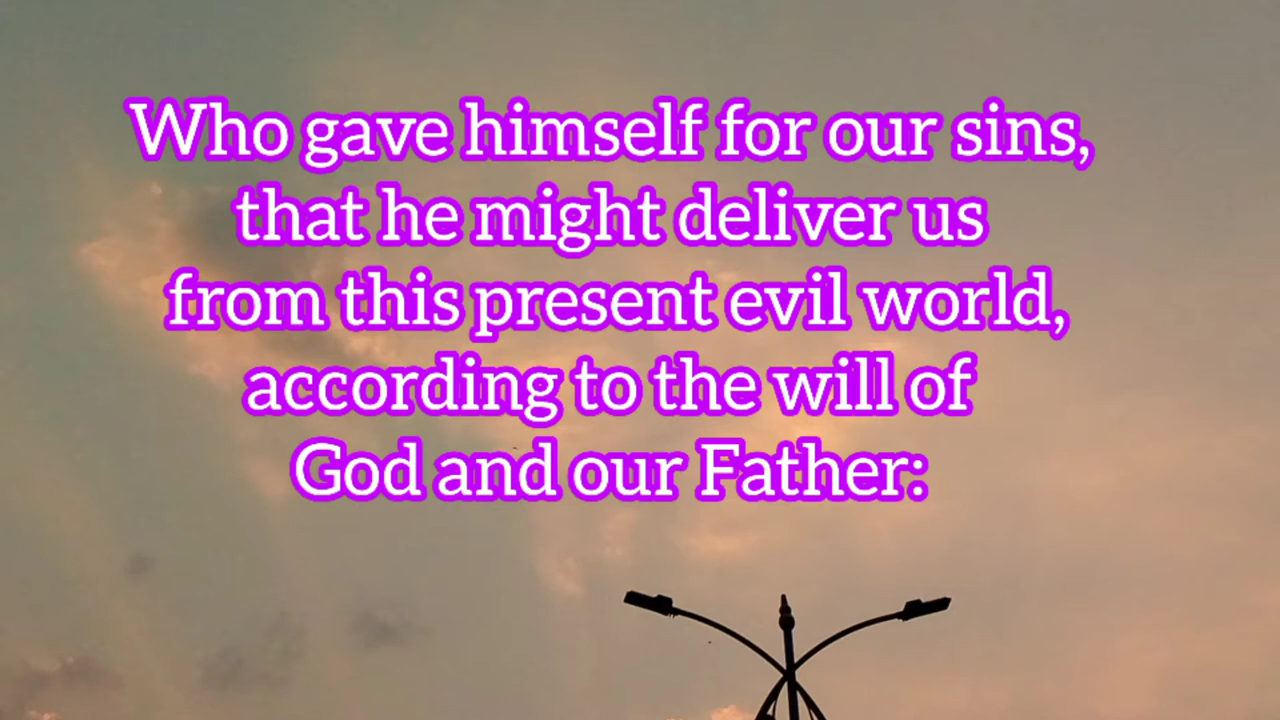 Who gave himself for our sins,
that he might deliver us
from this present evil world,
according to the will of
God and our Father: